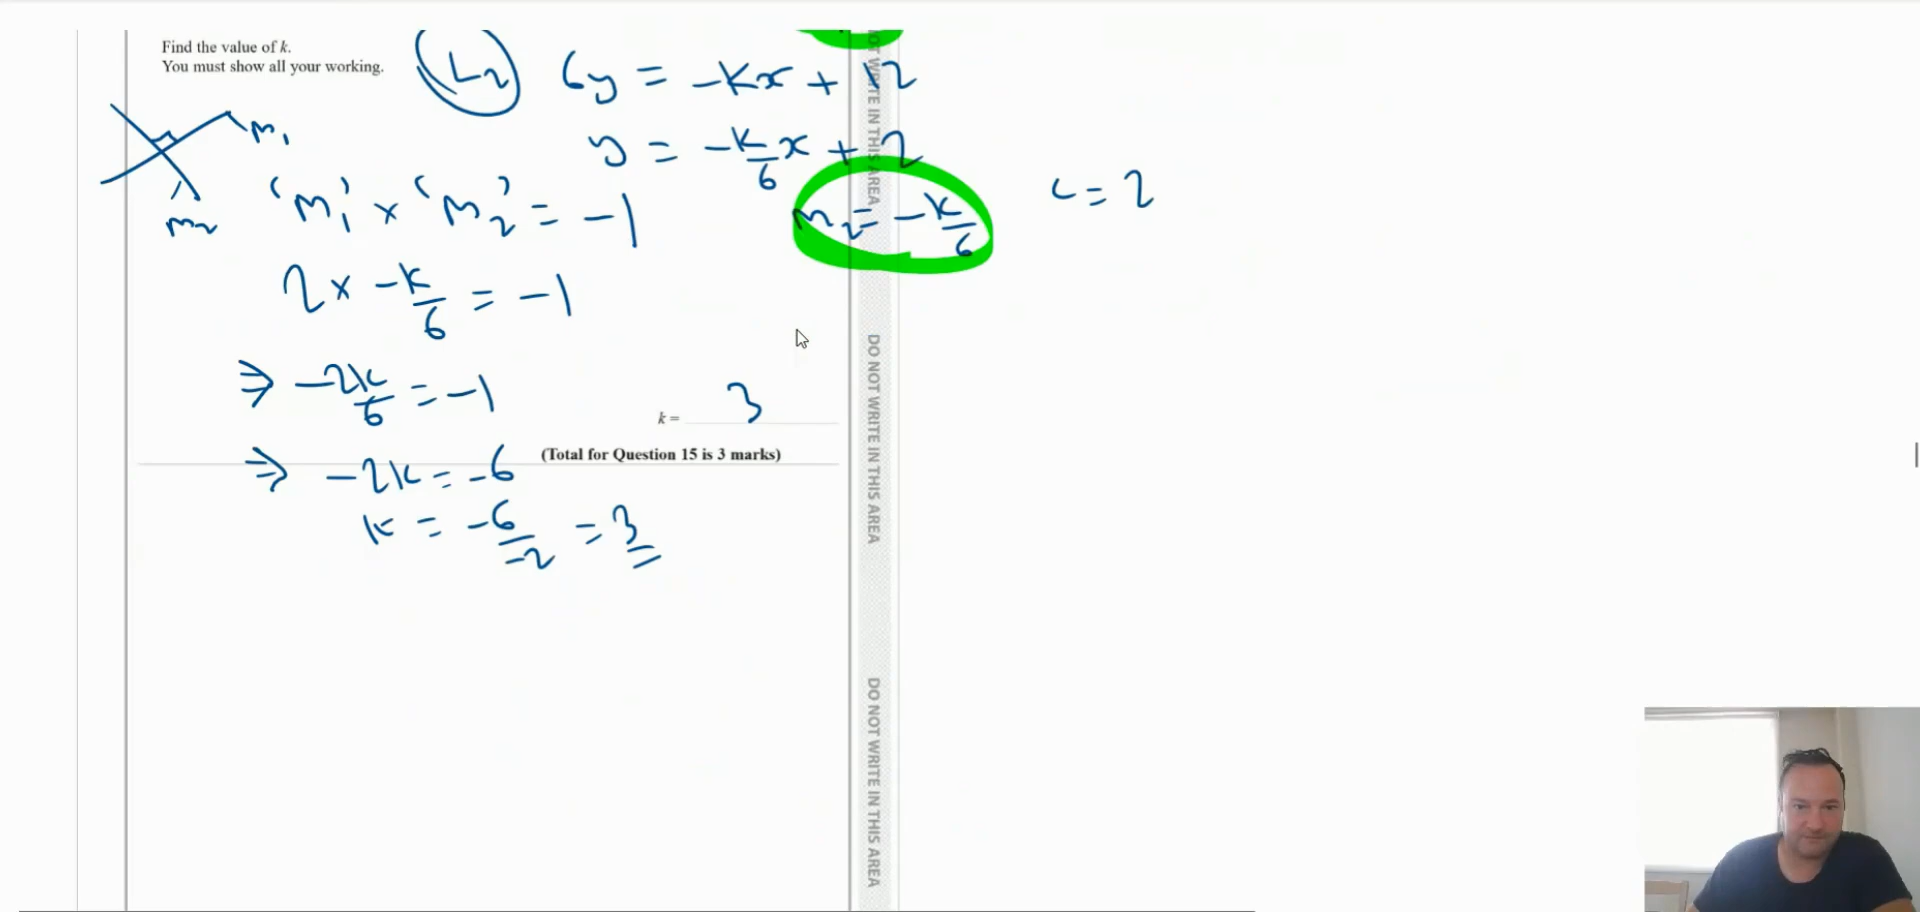 Find the value of k.
You must show all your working.
L2 6y = -kx + 12
y = -k/6 x + 2
m1
m2
'm1' x 'm2' = -1
m2 = -k/6
c = 2
2 x -k/6 = -1
⇒ -2k/6 = -1
k = 3
(Total for Question 15 is 3 marks)
⇒ -2k = -6
k = -6/-2 = 3
OT WRITE IN THIS AREA
DO NOT WRITE IN THIS AREA
DO NOT WRITE IN THIS AREA